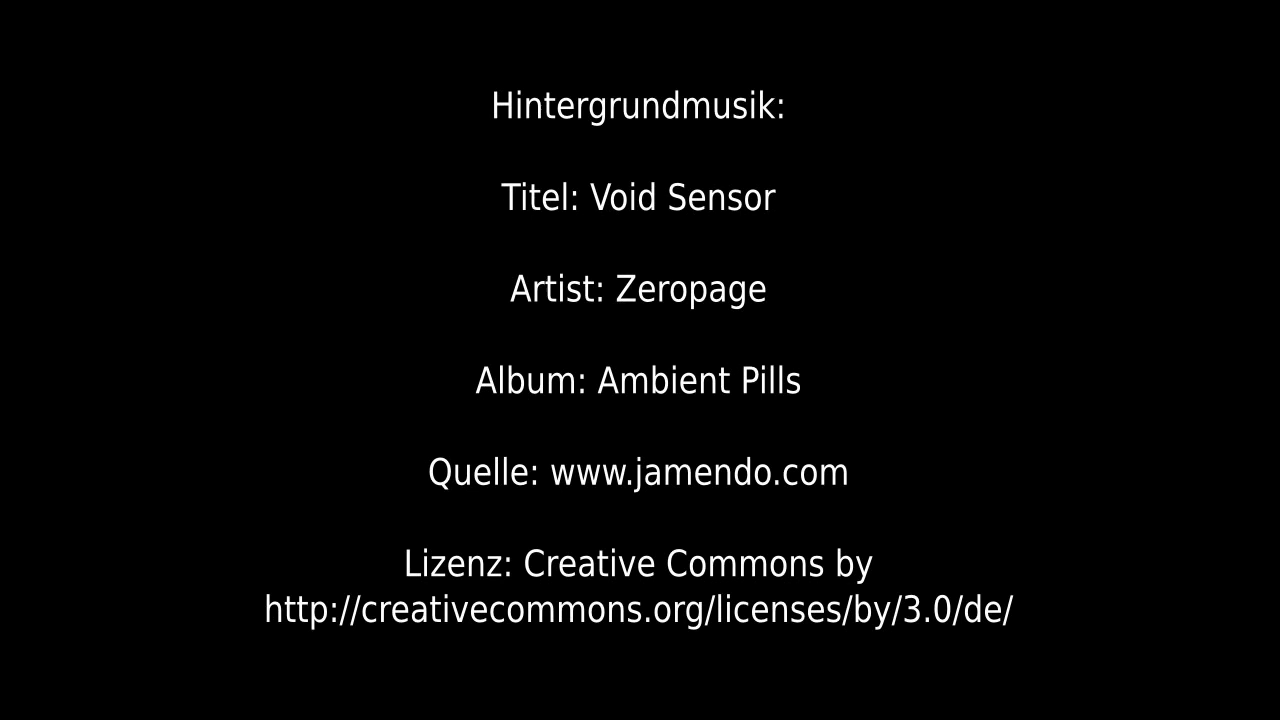 Hintergrundmusik:
Titel: Void Sensor
Artist: Zeropage
Album: Ambient Pills
Quelle: www.jamendo.com
Lizenz: Creative Commons by
http://creativecommons.org/licenses/by/3.0/de/